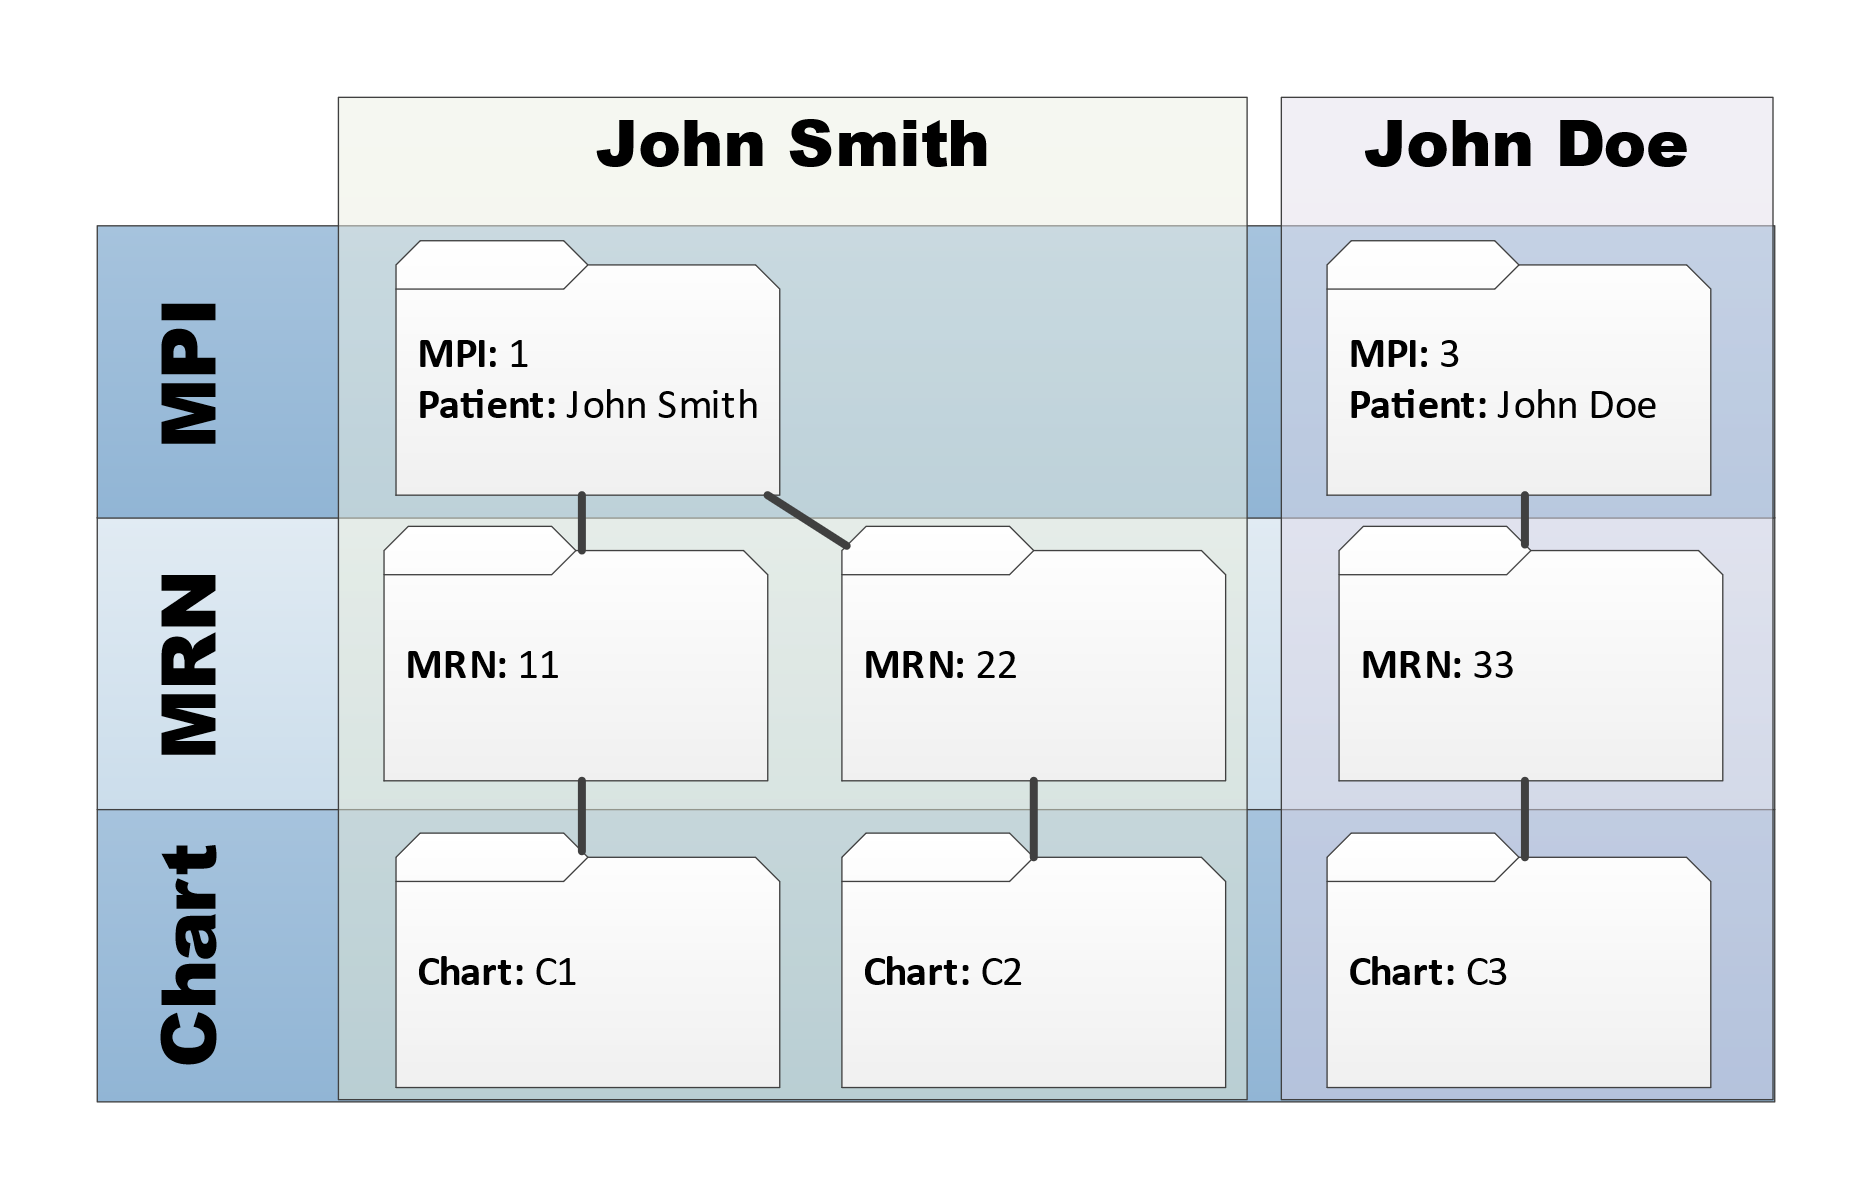 John Smith
John Doe
MPI
MPI: 1
Patient: John Smith
MPI: 3
Patient: John Doe
MRN
MRN: 11
MRN: 22
MRN: 33
Chart
Chart: C1
Chart: C2
Chart: C3